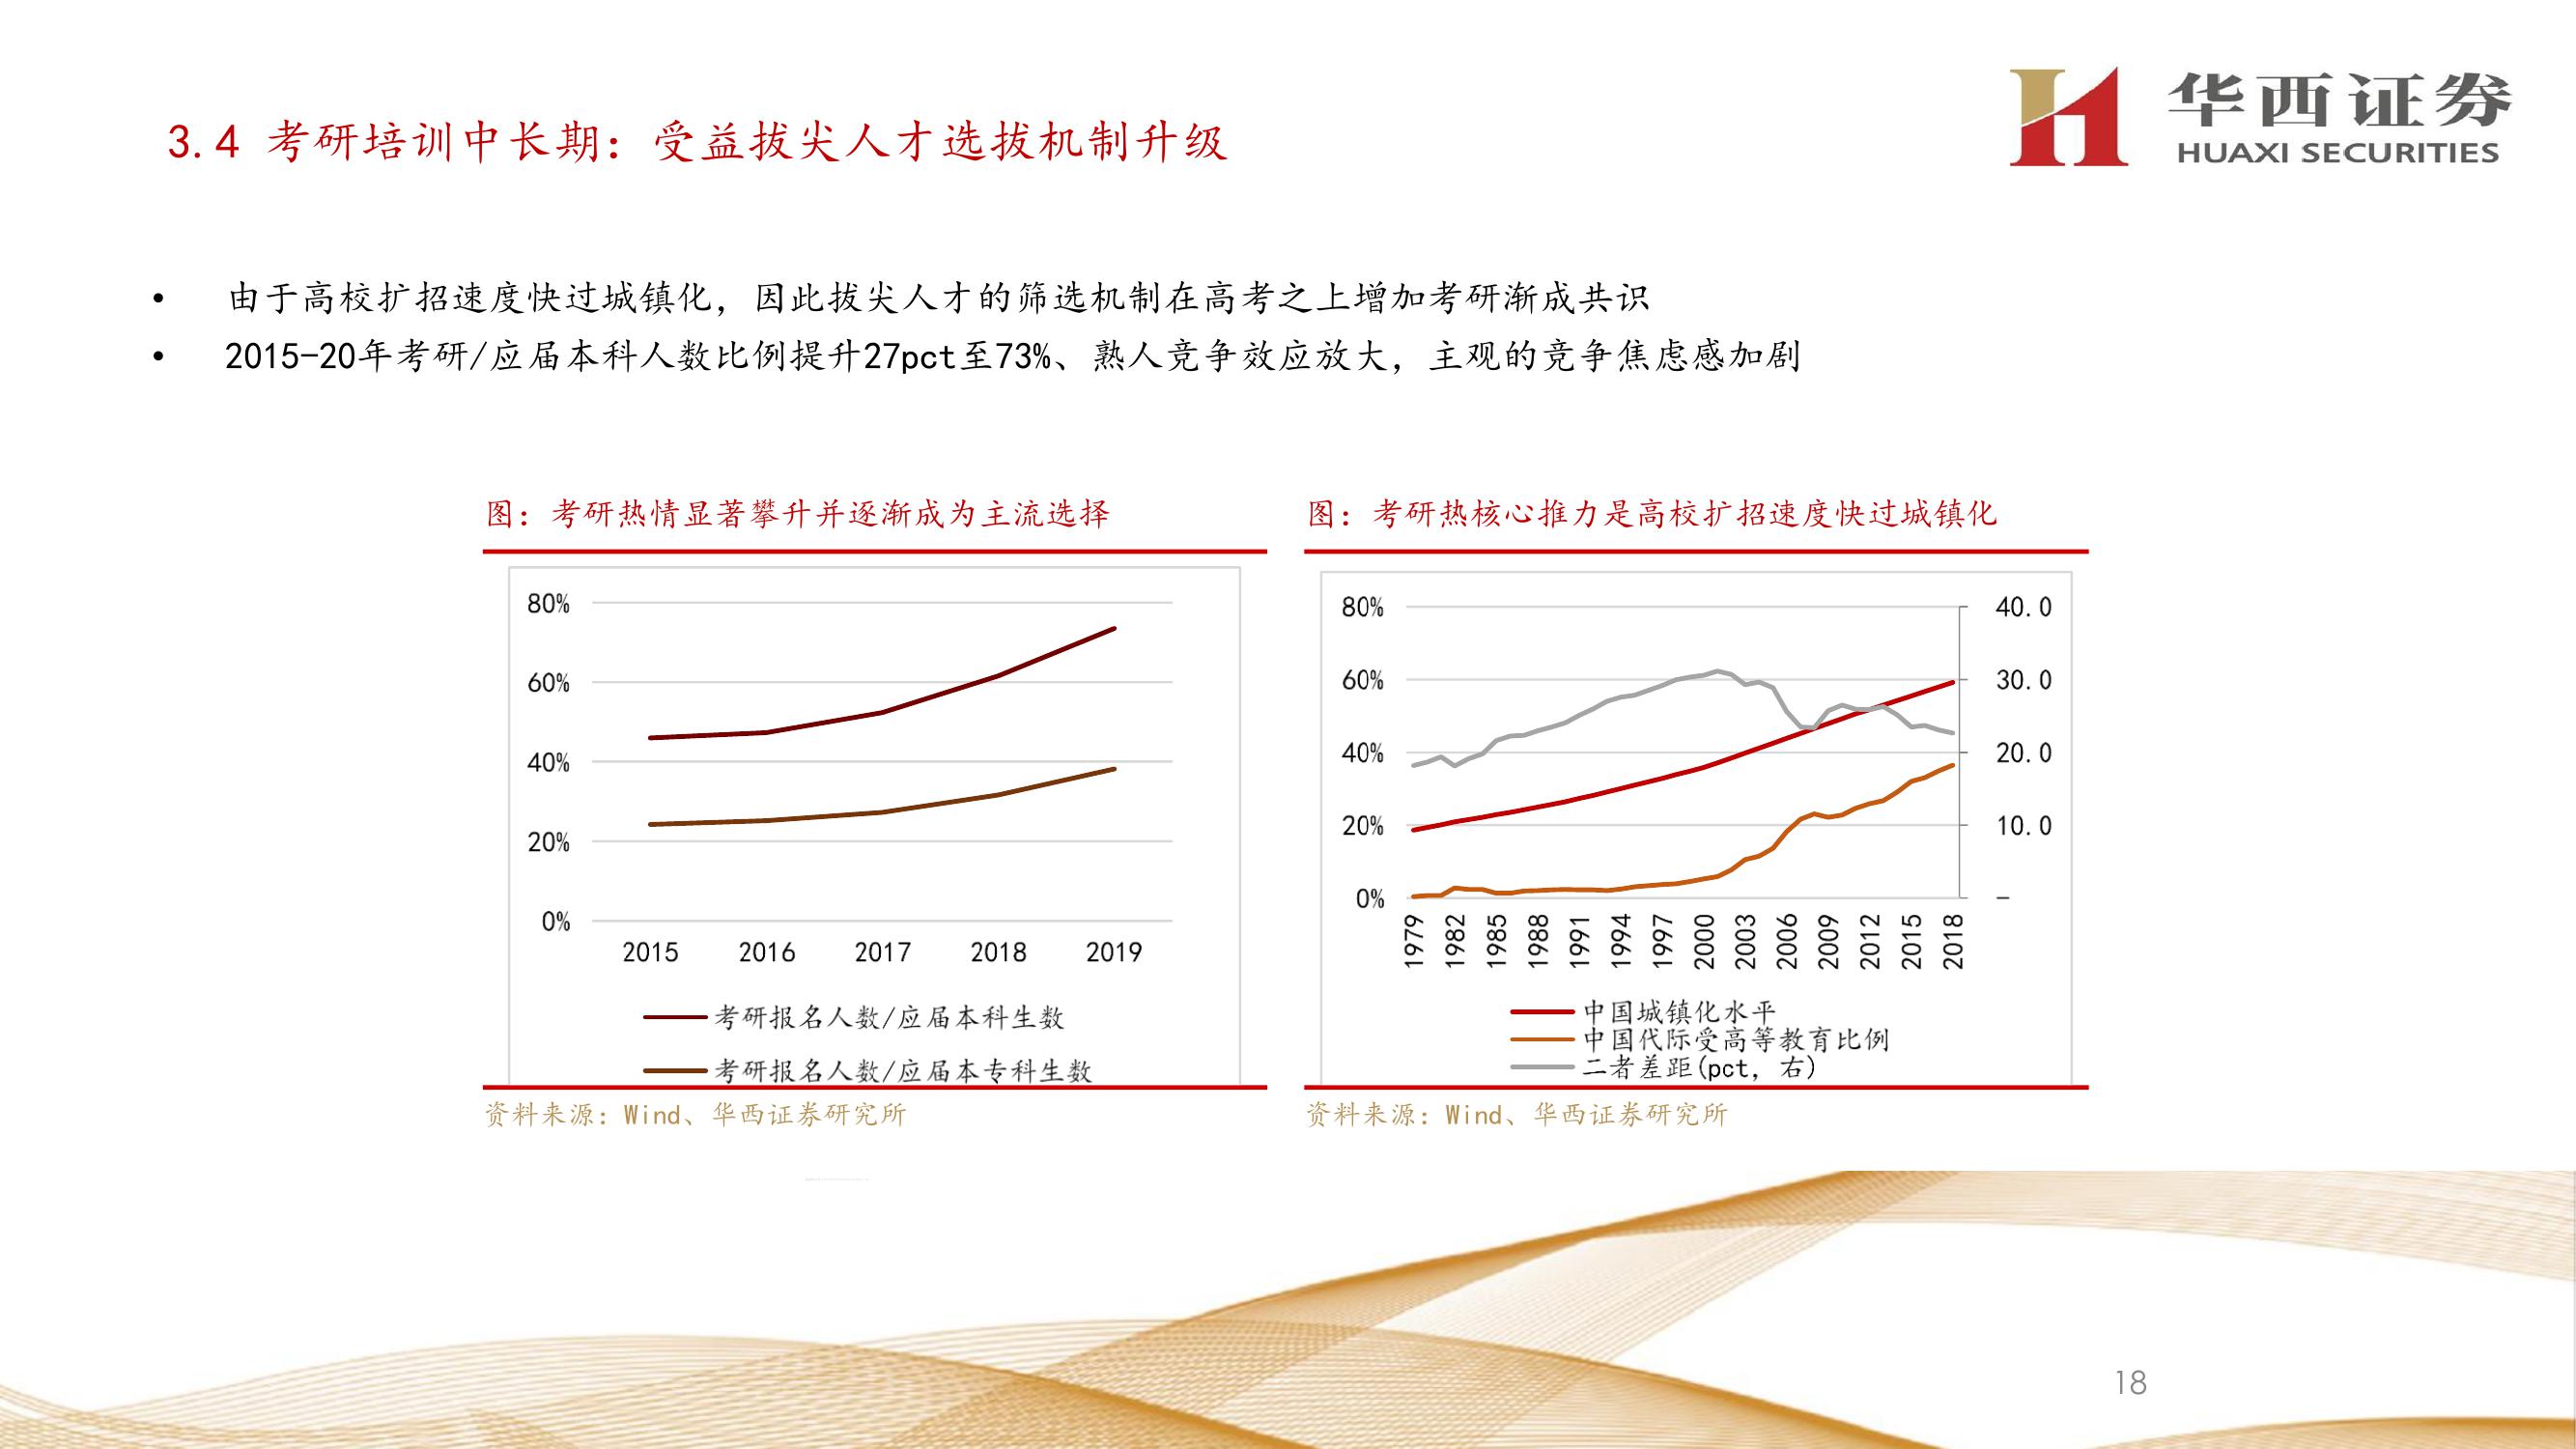 华西证券
HUAXI SECURITIES
3.4 考研培训中长期：受益拔尖人才选拔机制升级
• 由于高校扩招速度快过城镇化，因此拔尖人才的筛选机制在高考之上增加考研渐成共识
• 2015-20年考研/应届本科人数比例提升27pct至73%、熟人竞争效应放大，主观的竞争焦虑感加剧
图：考研热情显著攀升并逐渐成为主流选择
80%
60%
40%
20%
0%
2015 2016 2017 2018 2019
考研报名人数/应届本科生数
考研报名人数/应届本专科生数
资料来源：Wind、华西证券研究所
图：考研热核心推力是高校扩招速度快过城镇化
80%
60%
40%
20%
0%
40.0
30.0
20.0
10.0
-
1979 1982 1985 1988 1991 1994 1997 2000 2003 2006 2009 2012 2015 2018
中国城镇化水平
中国代际受高等教育比例
二者差距(pct，右)
资料来源：Wind、华西证券研究所
18